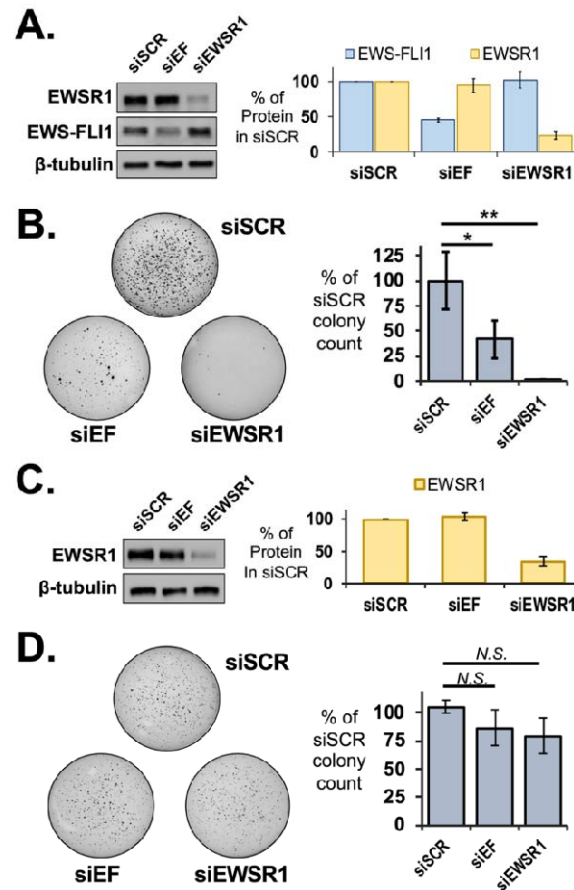 A.
siSCR
siEF
siEWSR1
EWSR1
EWS-FLI1
β-tubulin
EWS-FLI1
EWSR1
% of
Protein
in siSCR
100
50
0
siSCR
siEF
siEWSR1
B.
siSCR
siEF
siEWSR1
**
*
% of
siSCR
colony
count
125
100
75
50
25
0
siSCR
siEF
siEWSR1
C.
siSCR
siEF
siEWSR1
EWSR1
β-tubulin
EWSR1
% of
Protein
In siSCR
100
50
0
siSCR
siEF
siEWSR1
D.
siSCR
siEF
siEWSR1
N.S.
N.S.
% of
siSCR
colony
count
100
75
50
25
0
siSCR
siEF
siEWSR1